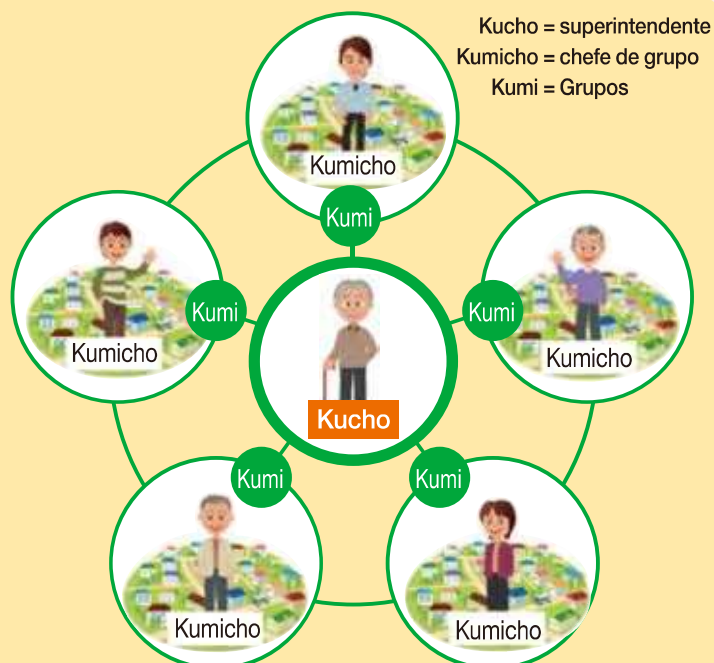 Kucho = superintendente
Kumicho = chefe de grupo
Kumi = Grupos
Kumicho
Kumi
Kumicho
Kumi
Kumi
Kumicho
Kucho
Kumi
Kumi
Kumicho
Kumicho